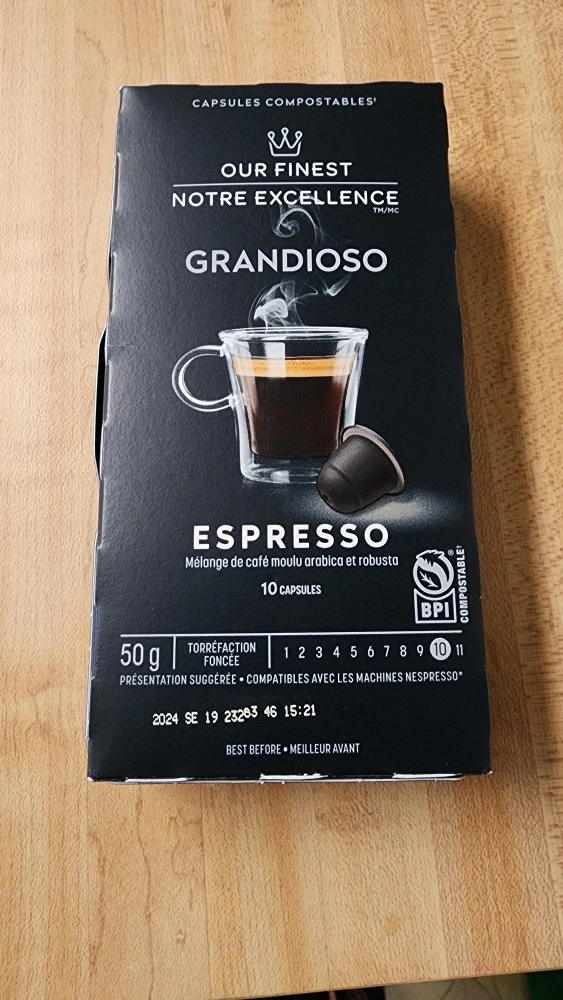 CAPSULES COMPOSTABLES†
OUR FINEST
NOTRE EXCELLENCE
TM/MC
GRANDIOSO
ESPRESSO
Mélange de café moulu arabica et robusta
10 CAPSULES
®
BPI
COMPOSTABLE†
50 g
TORRÉFACTION
FONCÉE
1 2 3 4 5 6 7 8 9 10 11
PRÉSENTATION SUGGÉRÉE • COMPATIBLES AVEC LES MACHINES NESPRESSO*
2024 SE 19 23283 46 15:21
BEST BEFORE • MEILLEUR AVANT